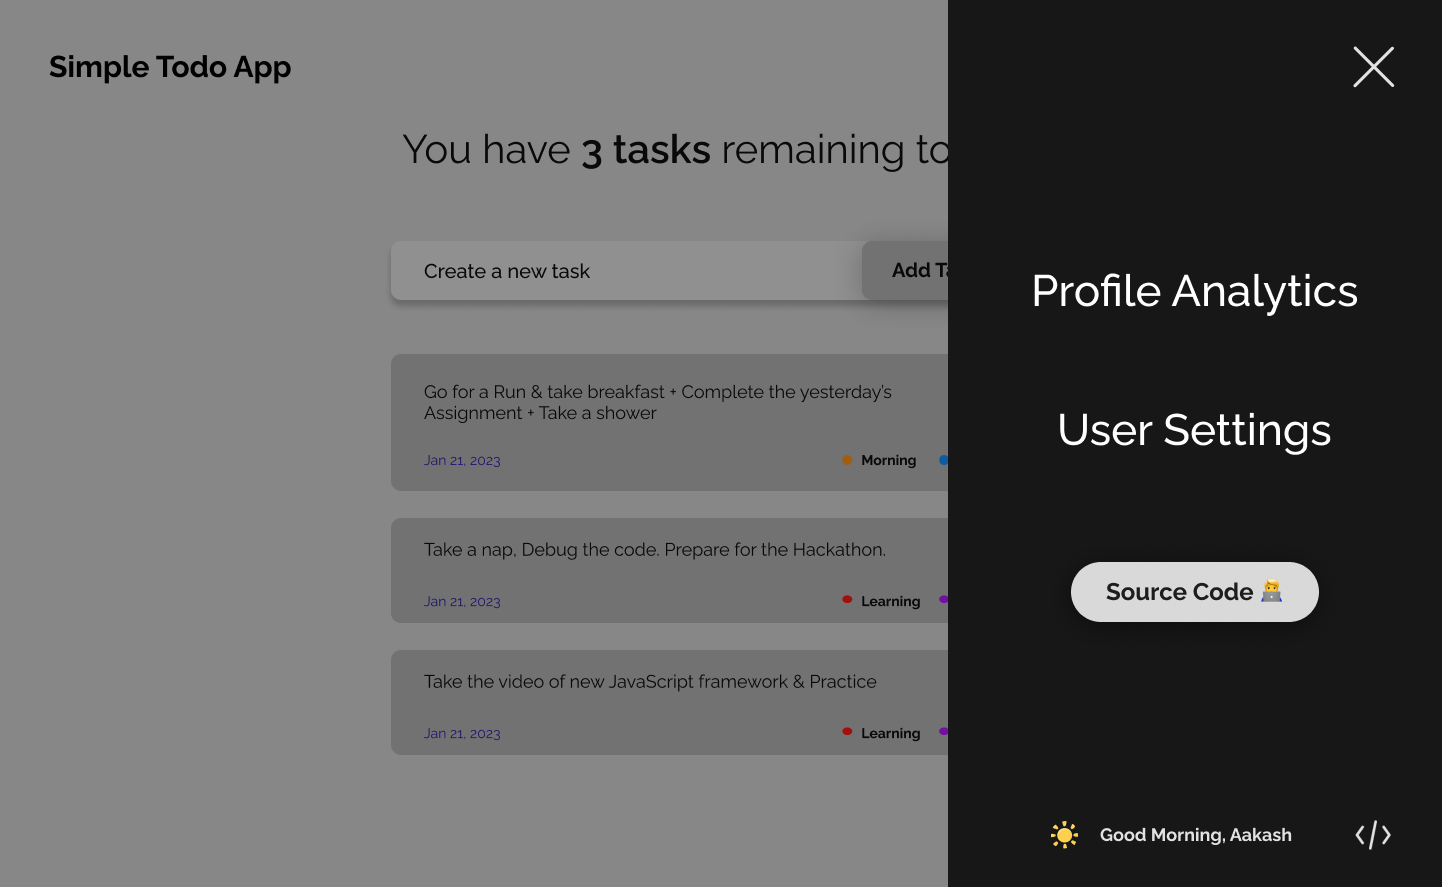 Simple Todo App
You have 3 tasks remaining to
Create a new task
Add Ta
Go for a Run & take breakfast + Complete the yesterday's
Assignment + Take a shower
Jan 21, 2023
Morning
Take a nap, Debug the code. Prepare for the Hackathon.
Jan 21, 2023
Learning
Take the video of new JavaScript framework & Practice
Jan 21, 2023
Learning
Profile Analytics
User Settings
Source Code 🧑‍💻
Good Morning, Aakash